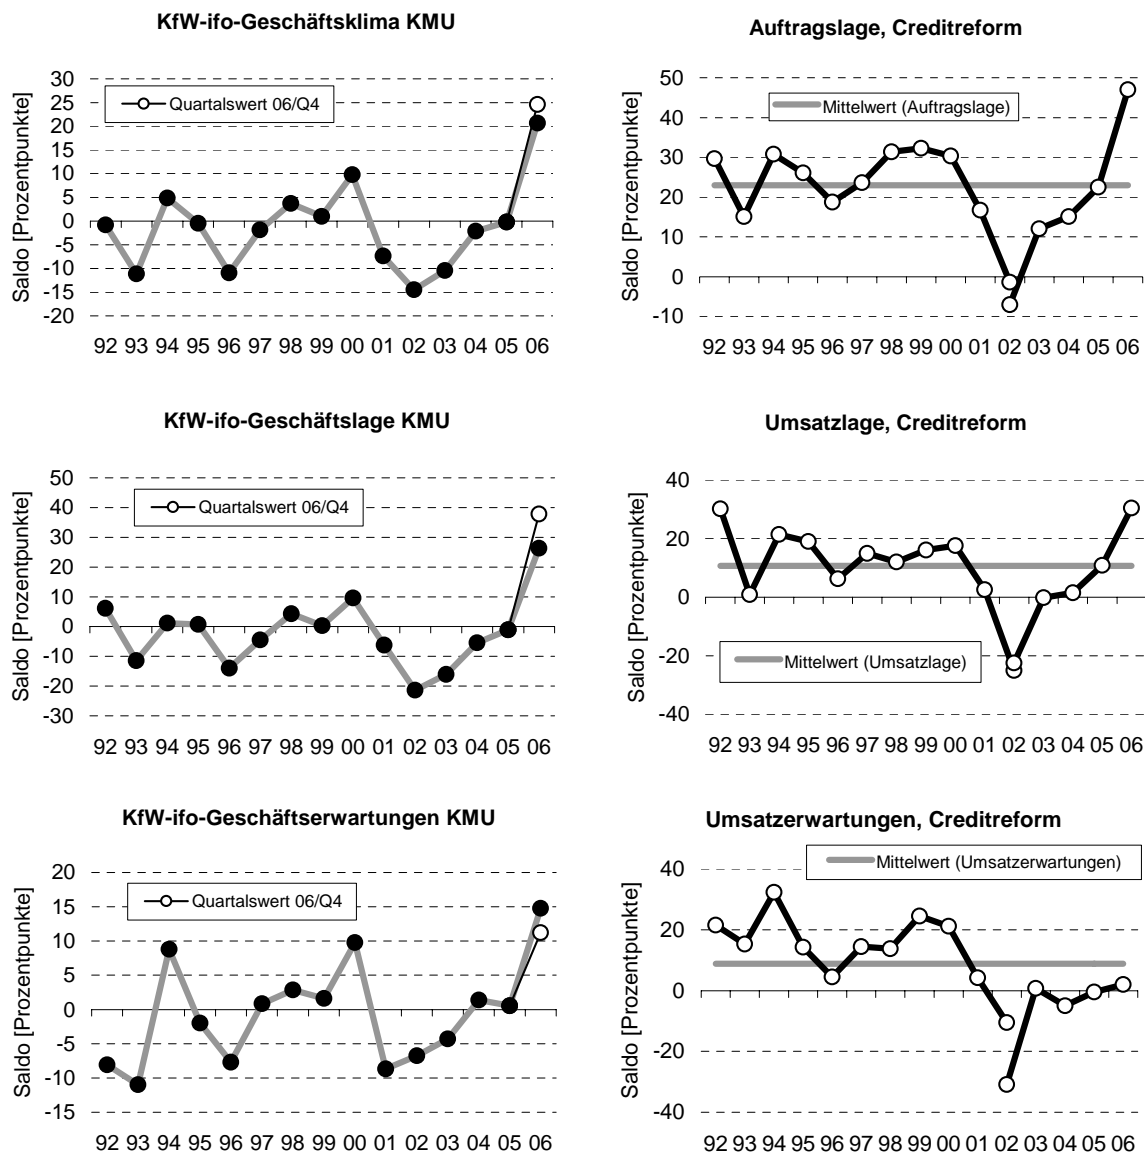 KfW-ifo-Geschäftsklima KMU
Saldo [Prozentpunkte]
30
25
20
15
10
5
0
-5
-10
-15
-20
Quartalswert 06/Q4
92 93 94 95 96 97 98 99 00 01 02 03 04 05 06
Auftragslage, Creditreform
Saldo [Prozentpunkte]
50
40
30
20
10
0
-10
Mittelwert (Auftragslage)
92 93 94 95 96 97 98 99 00 01 02 03 04 05 06
KfW-ifo-Geschäftslage KMU
Saldo [Prozentpunkte]
50
40
30
20
10
0
-10
-20
-30
Quartalswert 06/Q4
92 93 94 95 96 97 98 99 00 01 02 03 04 05 06
Umsatzlage, Creditreform
Saldo [Prozentpunkte]
40
20
0
-20
-40
Mittelwert (Umsatzlage)
92 93 94 95 96 97 98 99 00 01 02 03 04 05 06
KfW-ifo-Geschäftserwartungen KMU
Saldo [Prozentpunkte]
20
15
10
5
0
-5
-10
-15
Quartalswert 06/Q4
92 93 94 95 96 97 98 99 00 01 02 03 04 05 06
Umsatzerwartungen, Creditreform
Saldo [Prozentpunkte]
40
20
0
-20
-40
Mittelwert (Umsatzerwartungen)
92 93 94 95 96 97 98 99 00 01 02 03 04 05 06